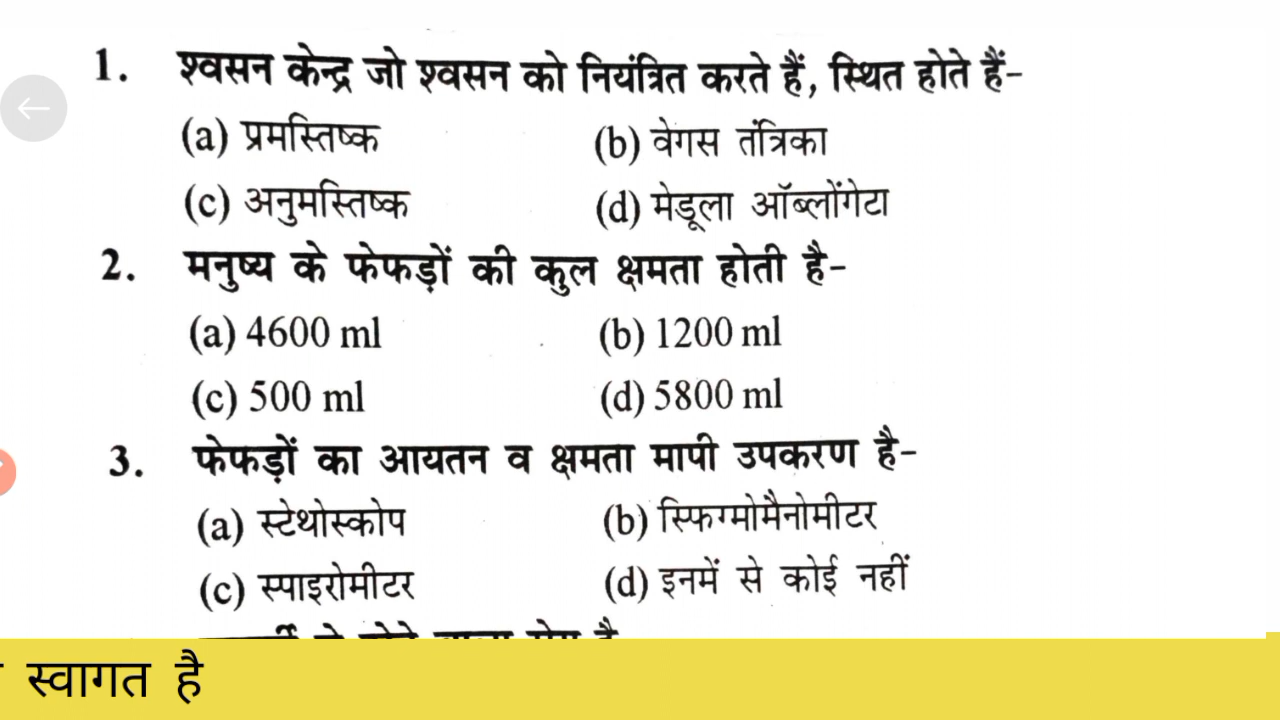 1. श्वसन केन्द्र जो श्वसन को नियंत्रित करते हैं, स्थित होते हैं-
(a) प्रमस्तिष्क (b) वेगस तंत्रिका
(c) अनुमस्तिष्क (d) मेडूला ऑब्लोंगेटा
2. मनुष्य के फेफड़ों की कुल क्षमता होती है-
(a) 4600 ml (b) 1200 ml
(c) 500 ml (d) 5800 ml
3. फेफड़ों का आयतन व क्षमता मापी उपकरण है-
(a) स्टेथोस्कोप (b) स्फिग्मोमैनोमीटर
(c) स्पाइरोमीटर (d) इनमें से कोई नहीं
स्वागत है